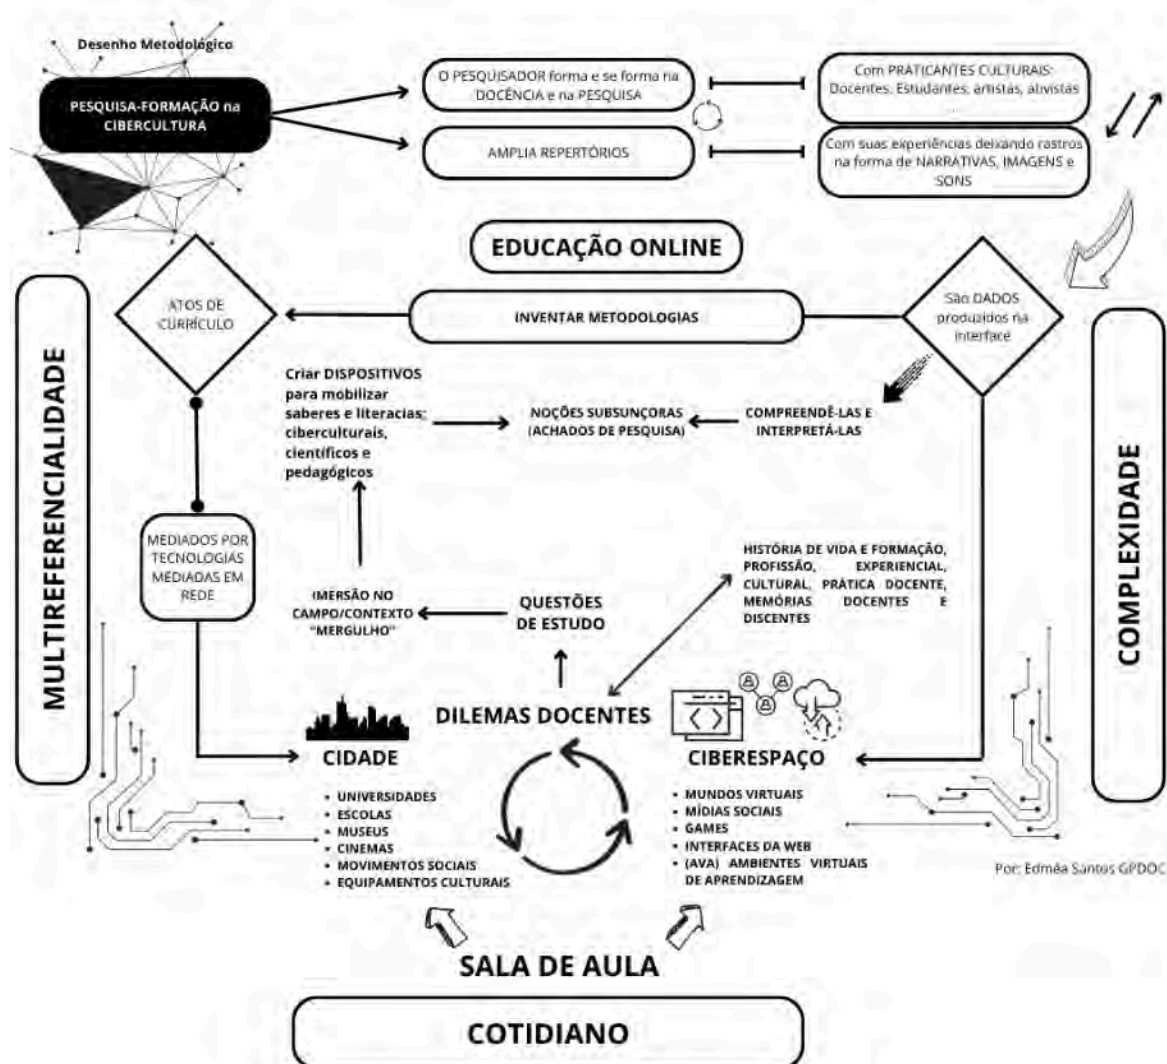 Desenho Metodológico
PESQUISA-FORMAÇÃO na
CIBERCULTURA
O PESQUISADOR forma e se forma na
DOCÊNCIA e na PESQUISA
AMPLIA REPERTÓRIOS
Com PRATICANTES CULTURAIS:
Docentes, Estudantes, artistas, ativistas
...
Com suas experiências deixando rastros
na forma de NARRATIVAS, IMAGENS e
SONS
EDUCAÇÃO ONLINE
ATOS DE
CURRÍCULO
INVENTAR METODOLOGIAS
São DADOS
produzidos na
interface
MULTIREFERENCIALIDADE
COMPLEXIDADE
Criar DISPOSITIVOS
para mobilizar
saberes e literacias:
ciberculturais,
científicos e
pedagógicos
NOÇÕES SUBSUNÇORAS
(ACHADOS DE PESQUISA)
COMPREENDÊ-LAS E
INTERPRETÁ-LAS
MEDIADOS POR
TECNOLOGIAS
MEDIADAS EM
REDE
IMERSÃO NO
CAMPO/CONTEXTO
"MERGULHO"
QUESTÕES
DE ESTUDO
HISTÓRIA DE VIDA E FORMAÇÃO,
PROFISSÃO, EXPERIENCIAL,
CULTURAL, PRÁTICA DOCENTE,
MEMÓRIAS DOCENTES E
DISCENTES
DILEMAS DOCENTES
CIDADE
• UNIVERSIDADES
• ESCOLAS
• MUSEUS
• CINEMAS
• MOVIMENTOS SOCIAIS
• EQUIPAMENTOS CULTURAIS
CIBERESPAÇO
• MUNDOS VIRTUAIS
• MÍDIAS SOCIAIS
• GAMES
• INTERFACES DA WEB
• (AVA) AMBIENTES VIRTUAIS
DE APRENDIZAGEM
Por: Edméa Santos GPDOC
SALA DE AULA
COTIDIANO